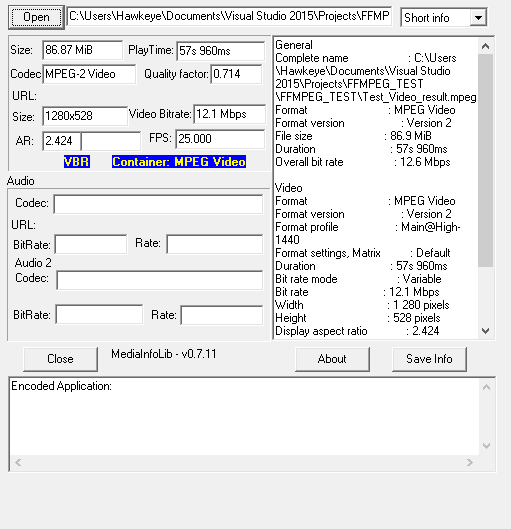 Open C:\Users\Hawkeye\Documents\Visual Studio 2015\Projects\FFMP Short info
Size: 86.87 MiB PlayTime: 57s 960ms
Codec MPEG-2 Video Quality factor: 0.714
URL:
Size: 1280x528 Video Bitrate: 12.1 Mbps
AR: 2.424 FPS: 25.000
VBR Container: MPEG Video
Audio
Codec:
URL:
BitRate: Rate:
Audio 2
Codec:
BitRate: Rate:
General
Complete name : C:\Users
\Hawkeye\Documents\Visual Studio
2015\Projects\FFMPEG_TEST
\FFMPEG_TEST\Test_Video_result.mpeg
Format : MPEG Video
Format version : Version 2
File size : 86.9 MiB
Duration : 57s 960ms
Overall bit rate : 12.6 Mbps
Video
Format : MPEG Video
Format version : Version 2
Format profile : Main@High-
1440
Format settings, Matrix : Default
Duration : 57s 960ms
Bit rate mode : Variable
Bit rate : 12.1 Mbps
Width : 1 280 pixels
Height : 528 pixels
Display aspect ratio : 2.424
Close MediaInfoLib - v0.7.11 About Save Info
Encoded Application: